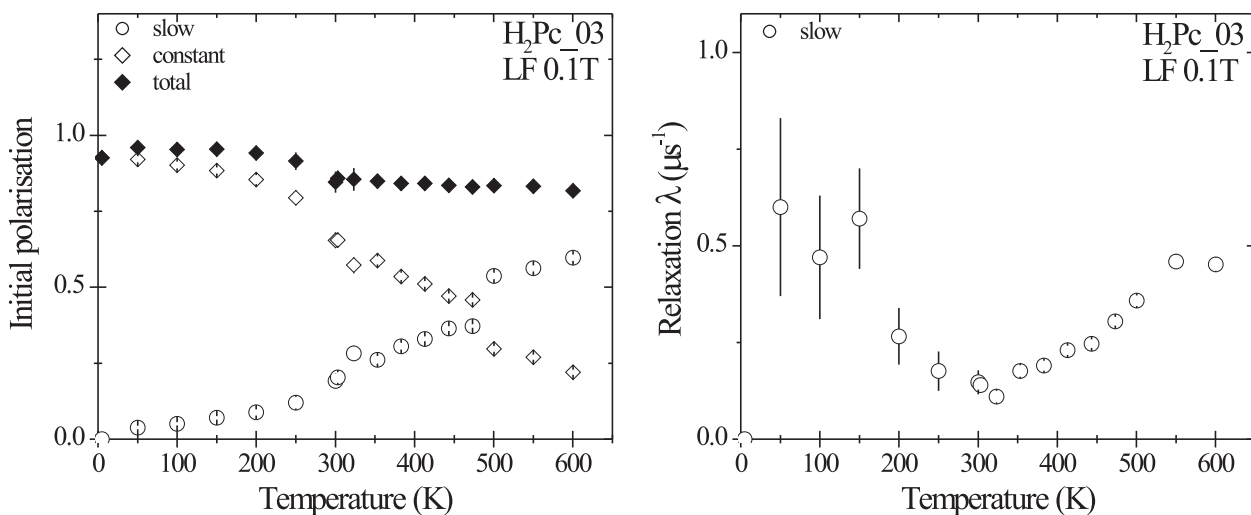 slow
constant
total
H₂Pc_03
LF 0.1T
1.0
0.5
0.0
Initial polarisation
0 100 200 300 400 500 600
Temperature (K)
slow
H₂Pc_03
LF 0.1T
1.0
0.5
0.0
Relaxation λ (μs⁻¹)
0 100 200 300 400 500 600
Temperature (K)